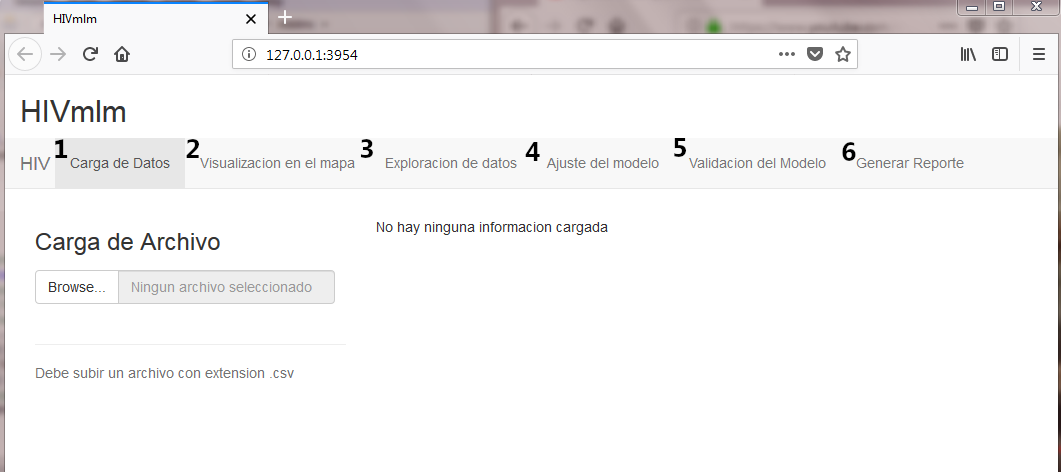 HIVmlm
127.0.0.1:3954
HIVmlm
HIV 1 Carga de Datos 2 Visualizacion en el mapa 3 Exploracion de datos 4 Ajuste del modelo 5 Validacion del Modelo 6 Generar Reporte
No hay ninguna informacion cargada
Carga de Archivo
Browse... Ningun archivo seleccionado
Debe subir un archivo con extension .csv